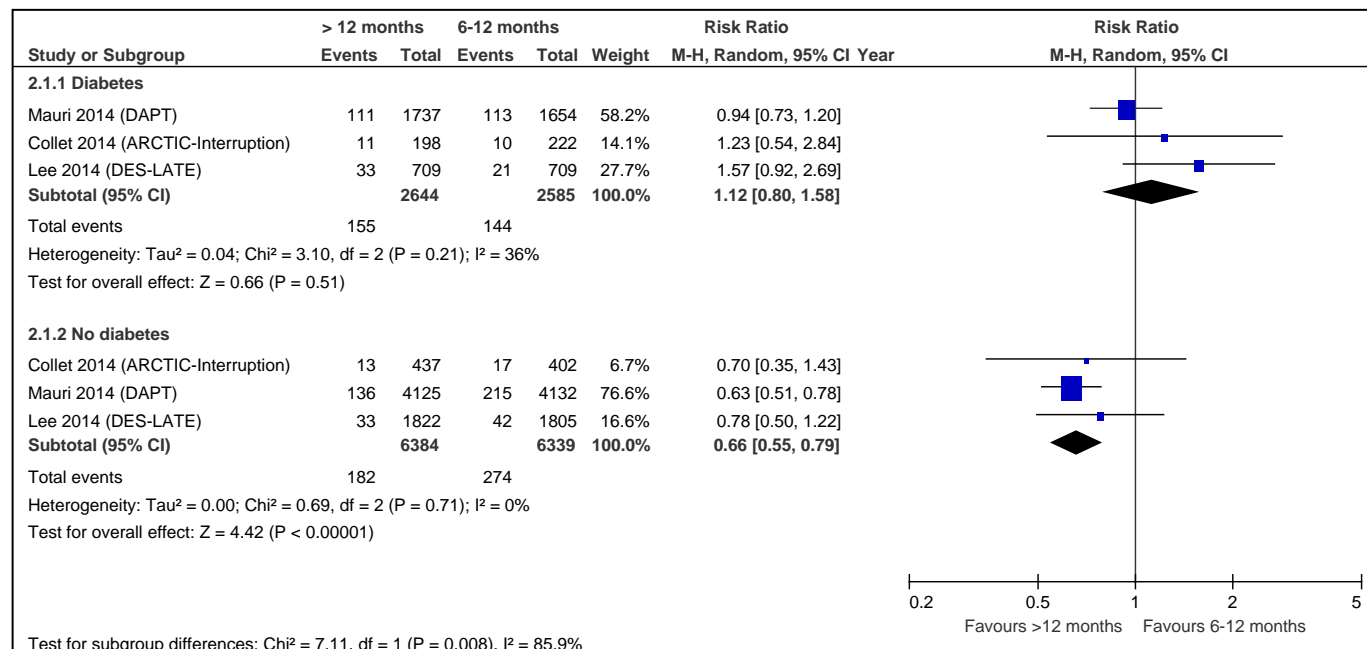 > 12 months 6-12 months Risk Ratio Risk Ratio
Study or Subgroup Events Total Events Total Weight M-H, Random, 95% CI Year M-H, Random, 95% CI
2.1.1 Diabetes
Mauri 2014 (DAPT) 111 1737 113 1654 58.2% 0.94 [0.73, 1.20]
Collet 2014 (ARCTIC-Interruption) 11 198 10 222 14.1% 1.23 [0.54, 2.84]
Lee 2014 (DES-LATE) 33 709 21 709 27.7% 1.57 [0.92, 2.69]
Subtotal (95% CI) 2644 2585 100.0% 1.12 [0.80, 1.58]
Total events 155 144
Heterogeneity: Tau² = 0.04; Chi² = 3.10, df = 2 (P = 0.21); I² = 36%
Test for overall effect: Z = 0.66 (P = 0.51)
2.1.2 No diabetes
Collet 2014 (ARCTIC-Interruption) 13 437 17 402 6.7% 0.70 [0.35, 1.43]
Mauri 2014 (DAPT) 136 4125 215 4132 76.6% 0.63 [0.51, 0.78]
Lee 2014 (DES-LATE) 33 1822 42 1805 16.6% 0.78 [0.50, 1.22]
Subtotal (95% CI) 6384 6339 100.0% 0.66 [0.55, 0.79]
Total events 182 274
Heterogeneity: Tau² = 0.00; Chi² = 0.69, df = 2 (P = 0.71); I² = 0%
Test for overall effect: Z = 4.42 (P < 0.00001)
0.2 0.5 1 2 5
Favours >12 months Favours 6-12 months
Test for subgroup differences: Chi² = 7.11, df = 1 (P = 0.008), I² = 85.9%